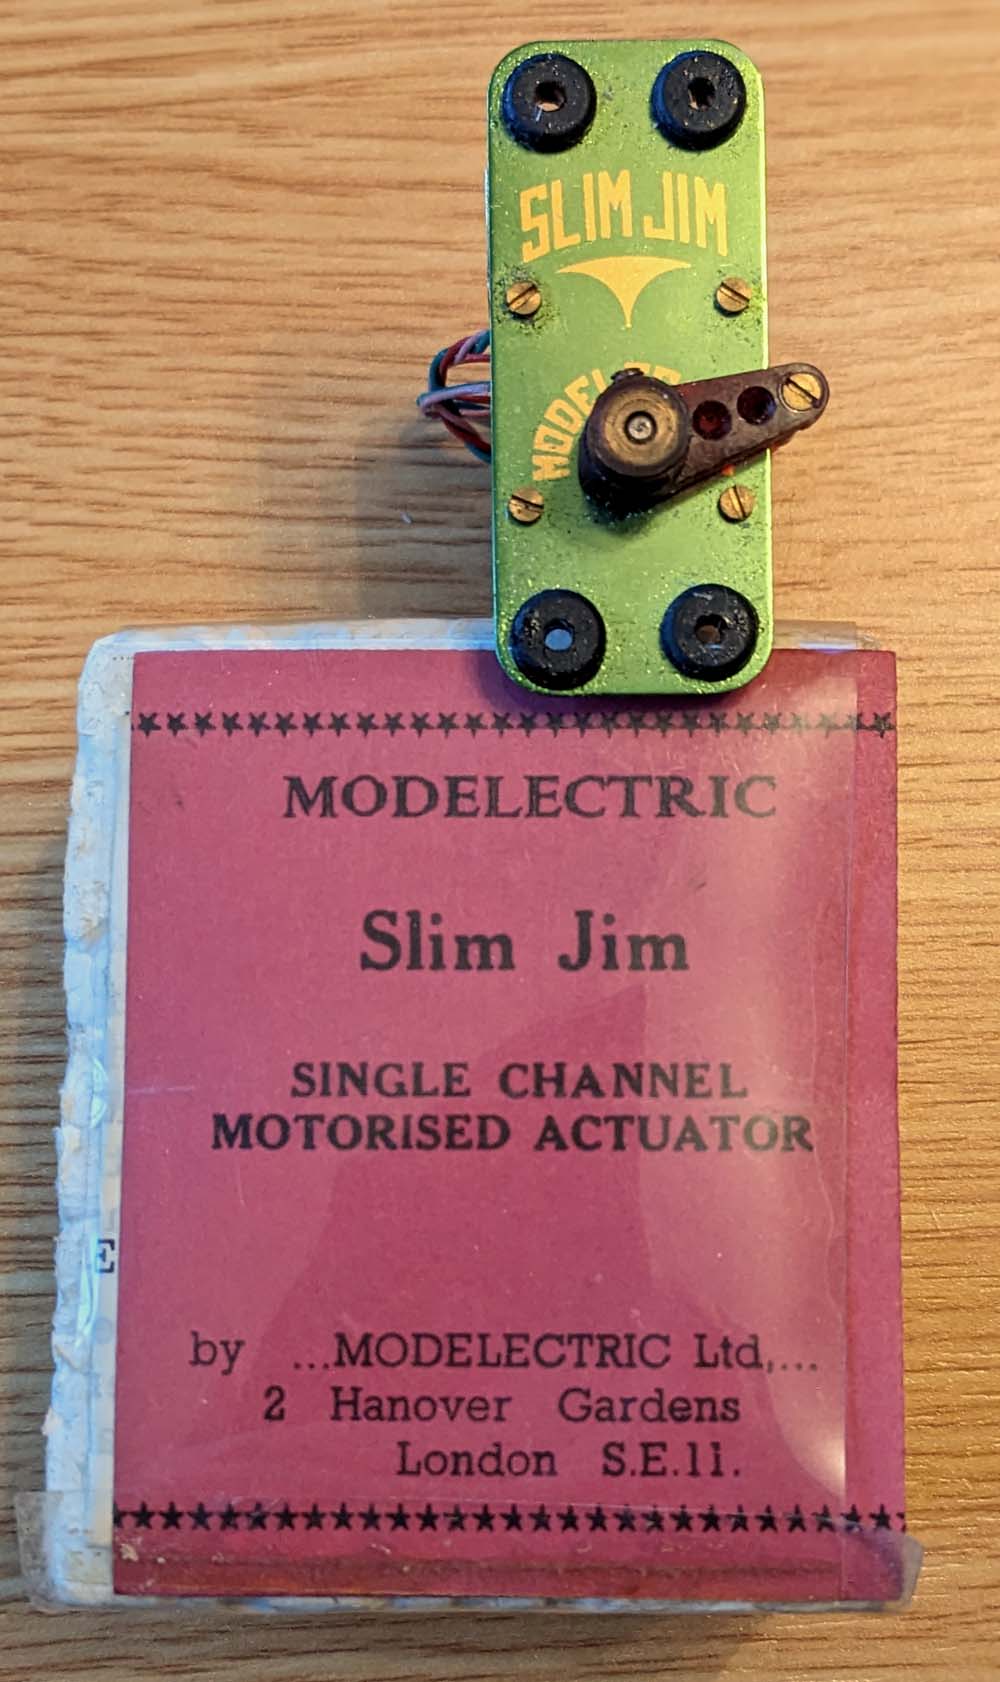 SLIM JIM
MODELECTRIC
Slim Jim
SINGLE CHANNEL
MOTORISED ACTUATOR
E
by ...MODELECTRIC Ltd,...
2 Hanover Gardens
London S.E.11.